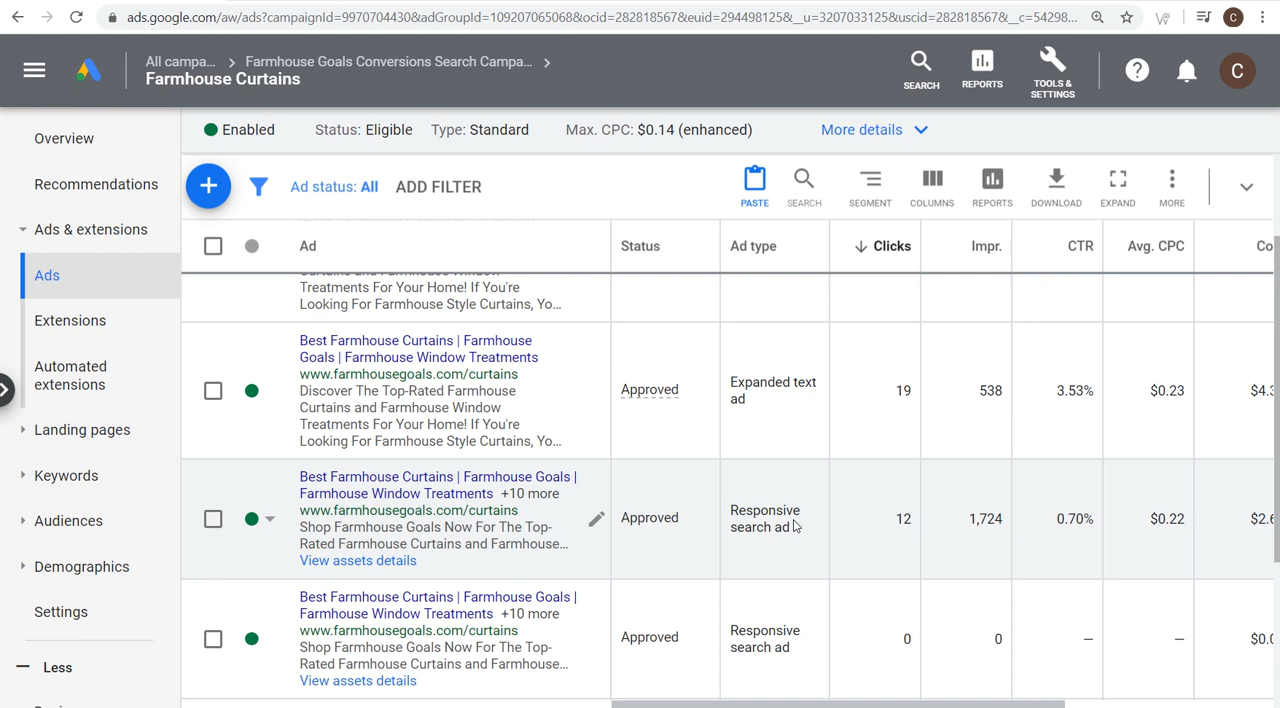 ads.google.com/aw/ads?campaignId=9970704430&adGroupId=109207065068&ocid=282818567&euid=294498125&__u=3207033125&uscid=282818567&__c=54298...
C
All campa... > Farmhouse Goals Conversions Search Campa... >
Farmhouse Curtains
SEARCH
REPORTS
TOOLS &
SETTINGS
C
Enabled
Status: Eligible
Type: Standard
Max. CPC: $0.14 (enhanced)
More details
Overview
Recommendations
Ads & extensions
Ads
Extensions
Automated
extensions
Landing pages
Keywords
Audiences
Demographics
Settings
Less
Ad status: All
ADD FILTER
PASTE
SEARCH
SEGMENT
COLUMNS
REPORTS
DOWNLOAD
EXPAND
MORE
Ad
Status
Ad type
Clicks
Impr.
CTR
Avg. CPC
Co
Curtains and Farmhouse Window
Treatments For Your Home! If You're
Looking For Farmhouse Style Curtains, Yo...
Best Farmhouse Curtains | Farmhouse
Goals | Farmhouse Window Treatments
www.farmhousegoals.com/curtains
Discover The Top-Rated Farmhouse
Curtains and Farmhouse Window
Treatments For Your Home! If You're
Looking For Farmhouse Style Curtains, Yo...
Approved
Expanded text
ad
19
538
3.53%
$0.23
$4.3
Best Farmhouse Curtains | Farmhouse Goals |
Farmhouse Window Treatments +10 more
www.farmhousegoals.com/curtains
Shop Farmhouse Goals Now For The Top-
Rated Farmhouse Curtains and Farmhouse...
View assets details
Approved
Responsive
search ad
12
1,724
0.70%
$0.22
$2.6
Best Farmhouse Curtains | Farmhouse Goals |
Farmhouse Window Treatments +10 more
www.farmhousegoals.com/curtains
Shop Farmhouse Goals Now For The Top-
Rated Farmhouse Curtains and Farmhouse...
View assets details
Approved
Responsive
search ad
0
0
—
—
$0.0